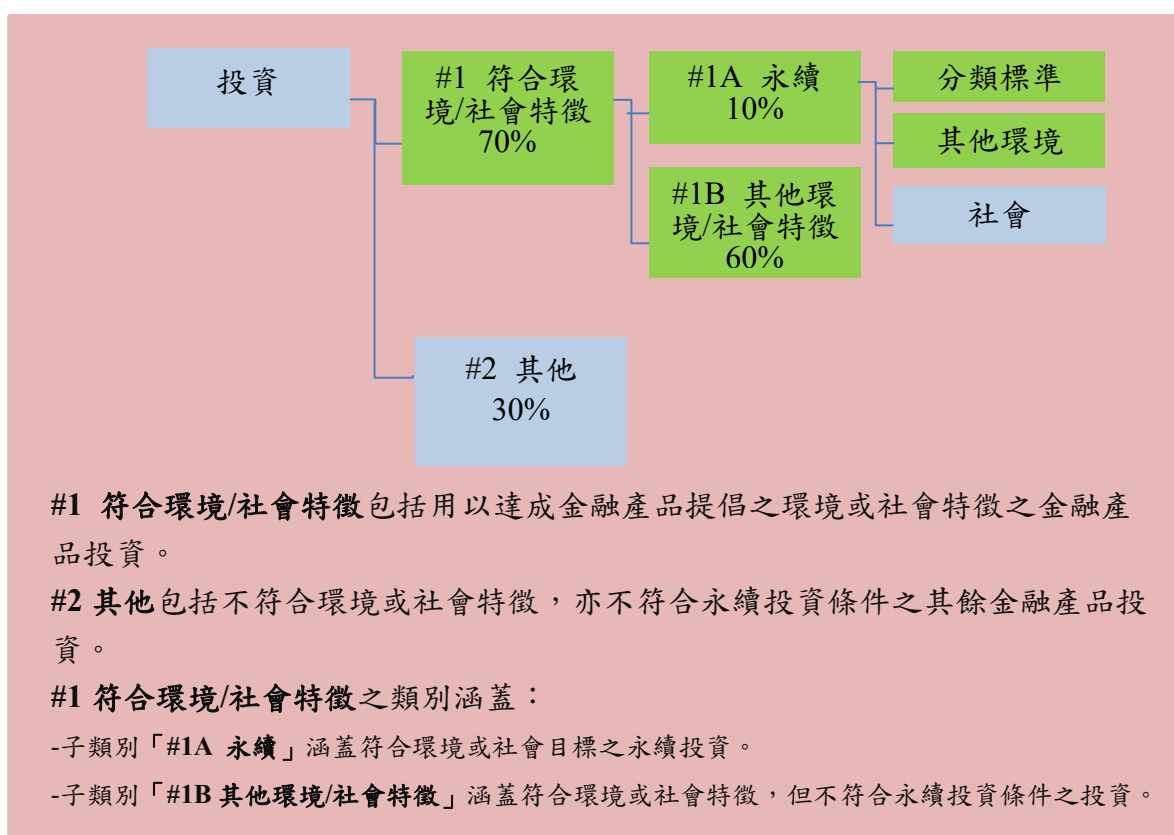 投資
#1 符合環
境/社會特徵
70%
#1A 永續
10%
分類標準
其他環境
#1B 其他環
境/社會特徵
60%
社會
#2 其他
30%
#1 符合環境/社會特徵包括用以達成金融產品提倡之環境或社會特徵之金融產
品投資。
#2 其他包括不符合環境或社會特徵，亦不符合永續投資條件之其餘金融產品投
資。
#1 符合環境/社會特徵之類別涵蓋：
-子類別「#1A 永續」涵蓋符合環境或社會目標之永續投資。
-子類別「#1B 其他環境/社會特徵」涵蓋符合環境或社會特徵，但不符合永續投資條件之投資。